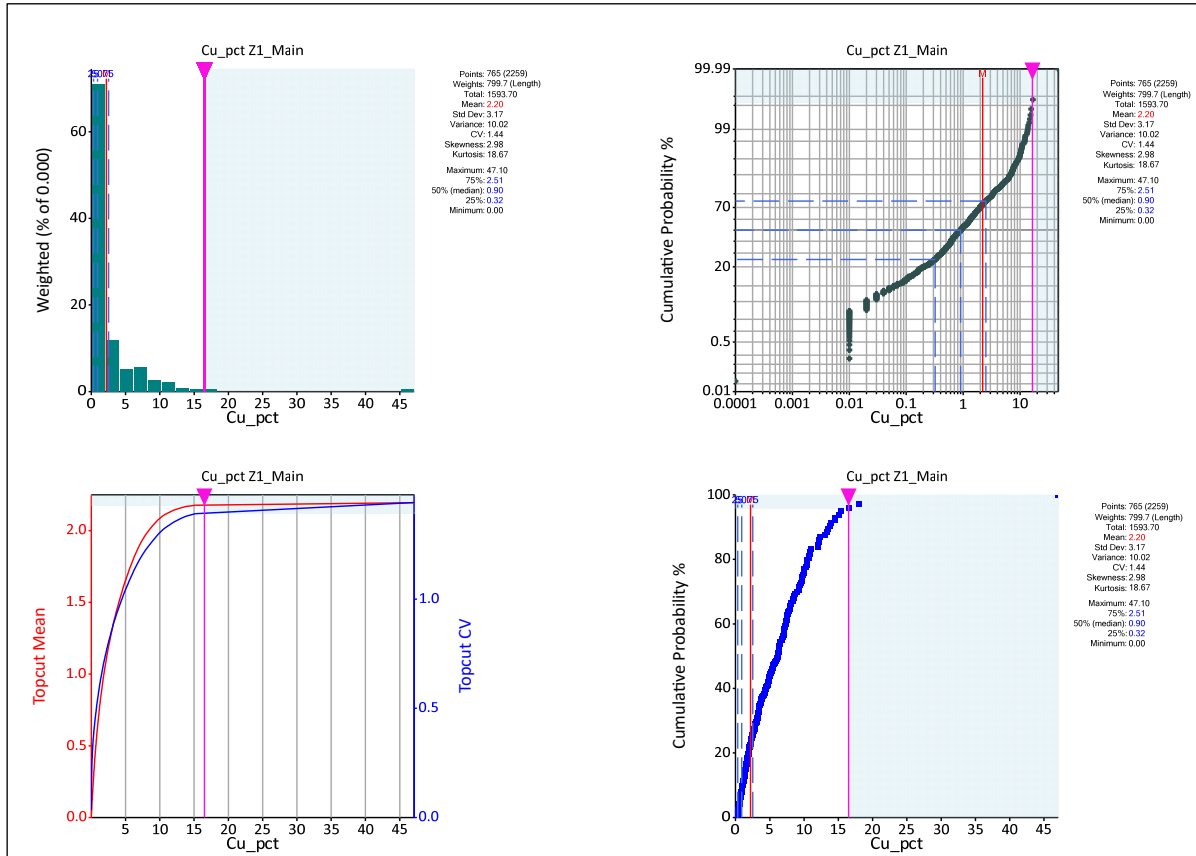 Cu_pct Z1_Main
Weighted (% of 0.000)
60
40
20
0
0 5 10 15 20 25 30 35 40 45
Cu_pct
Points: 765 (2259)
Weights: 799.7 (Length)
Total: 1593.70
Mean: 2.20
Std Dev: 3.17
Variance: 10.02
CV: 1.44
Skewness: 2.98
Kurtosis: 18.67
Maximum: 47.10
75%: 2.51
50% (median): 0.90
25%: 0.32
Minimum: 0.00
Cu_pct Z1_Main
Cumulative Probability %
99.99
99
70
20
0.5
0.01
M
0.0001 0.001 0.01 0.1 1 10
Cu_pct
Points: 765 (2259)
Weights: 799.7 (Length)
Total: 1593.70
Mean: 2.20
Std Dev: 3.17
Variance: 10.02
CV: 1.44
Skewness: 2.98
Kurtosis: 18.67
Maximum: 47.10
75%: 2.51
50% (median): 0.90
25%: 0.32
Minimum: 0.00
Cu_pct Z1_Main
Topcut Mean
2.0
1.5
1.0
0.5
0.0
5 10 15 20 25 30 35 40 45
Cu_pct
1.0
0.5
0.0
Topcut CV
Cu_pct Z1_Main
Cumulative Probability %
100
80
60
40
20
0
0 5 10 15 20 25 30 35 40 45
Cu_pct
Points: 765 (2259)
Weights: 799.7 (Length)
Total: 1593.70
Mean: 2.20
Std Dev: 3.17
Variance: 10.02
CV: 1.44
Skewness: 2.98
Kurtosis: 18.67
Maximum: 47.10
75%: 2.51
50% (median): 0.90
25%: 0.32
Minimum: 0.00